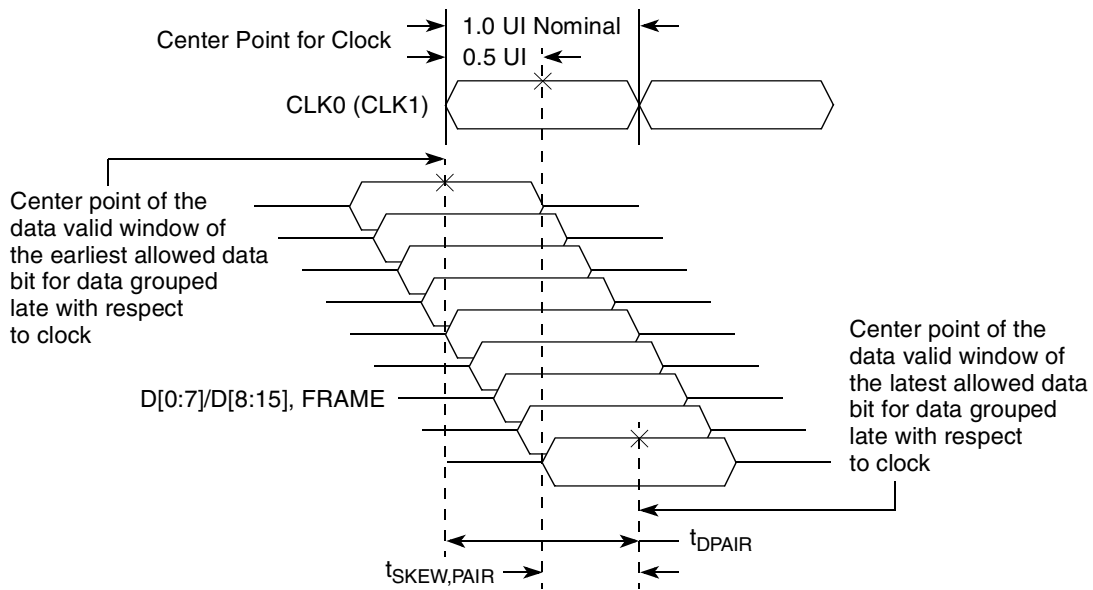 1.0 UI Nominal
Center Point for Clock
0.5 UI
CLK0 (CLK1)
Center point of the
data valid window of
the earliest allowed data
bit for data grouped
late with respect
to clock
D[0:7]/D[8:15], FRAME
Center point of the
data valid window of
the latest allowed data
bit for data grouped
late with respect
to clock
tDPAIR
tSKEW,PAIR